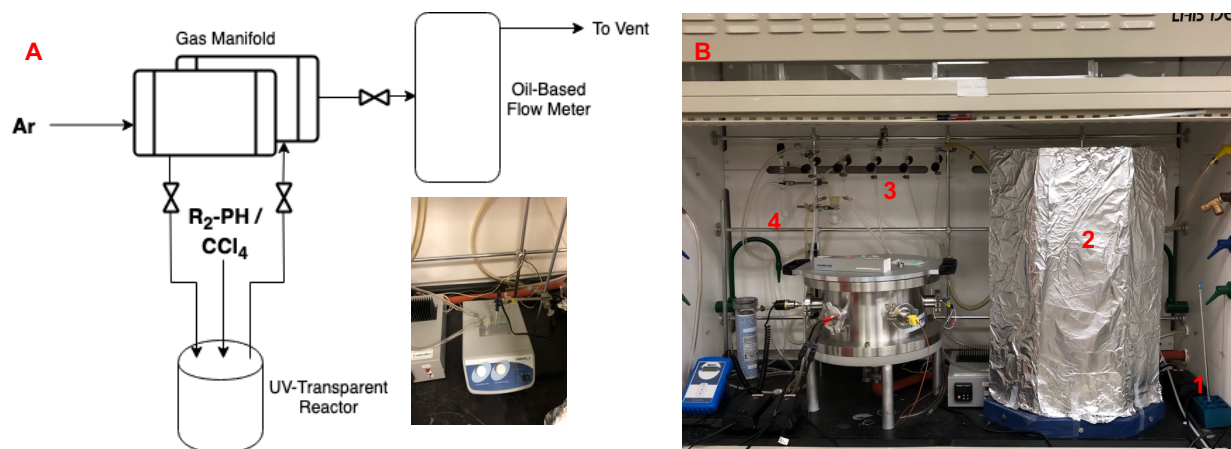 A
Gas Manifold
Ar
To Vent
Oil-Based
Flow Meter
R₂-PH /
CCl₄
UV-Transparent
Reactor
B
3
4
2
1